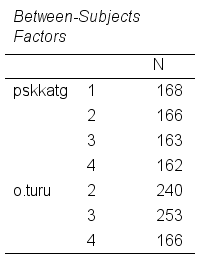 Between-Subjects
Factors
N
pskkatg 1 168
2 166
3 163
4 162
o.turu 2 240
3 253
4 166